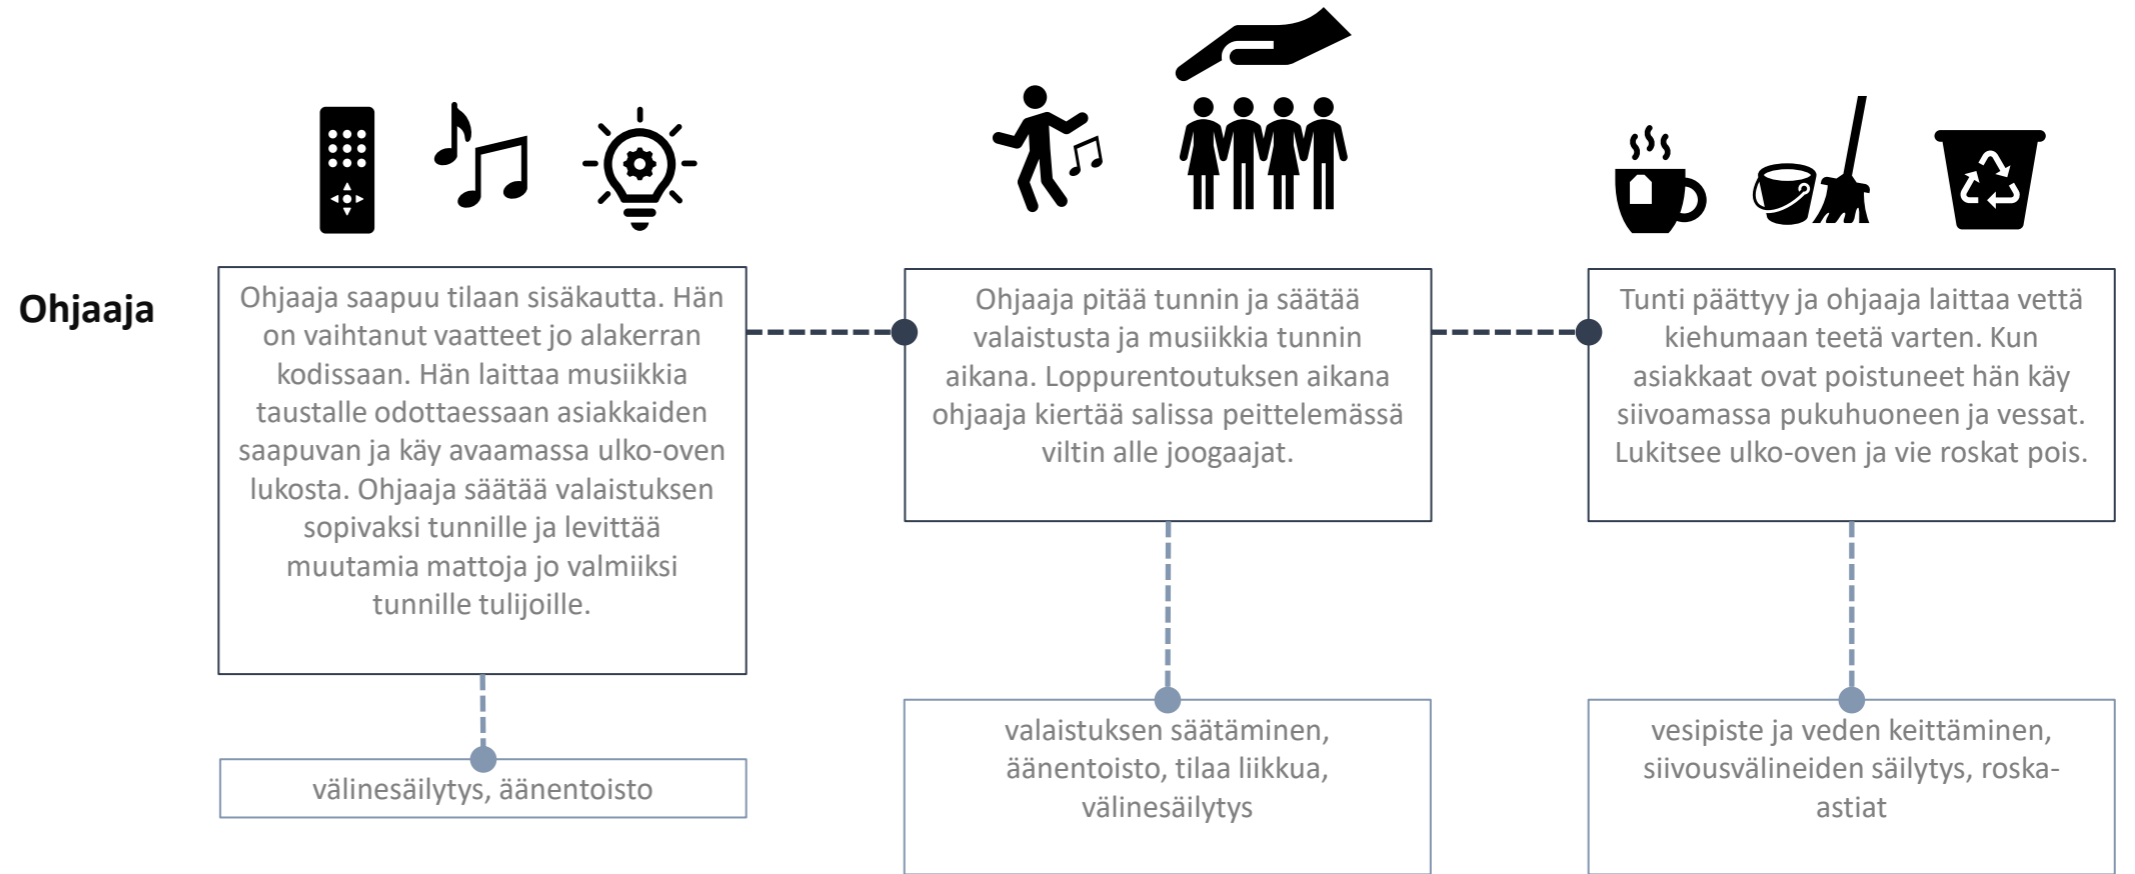 Ohjaaja
Ohjaaja saapuu tilaan sisäkautta. Hän
on vaihtanut vaatteet jo alakerran
kodissaan. Hän laittaa musiikkia
taustalle odottaessaan asiakkaiden
saapuvan ja käy avaamassa ulko-oven
lukosta. Ohjaaja säätää valaistuksen
sopivaksi tunnille ja levittää
muutamia mattoja jo valmiiksi
tunnille tulijoille.
välinesäilytys, äänentoisto
Ohjaaja pitää tunnin ja säätää
valaistusta ja musiikkia tunnin
aikana. Loppurentoutuksen aikana
ohjaaja kiertää salissa peittelemässä
viltin alle joogaajat.
valaistuksen säätäminen,
äänentoisto, tilaa liikkua,
välinesäilytys
Tunti päättyy ja ohjaaja laittaa vettä
kiehumaan teetä varten. Kun
asiakkaat ovat poistuneet hän käy
siivoamassa pukuhuoneen ja vessat.
Lukitsee ulko-oven ja vie roskat pois.
vesipiste ja veden keittäminen,
siivousvälineiden säilytys, roska-
astiat